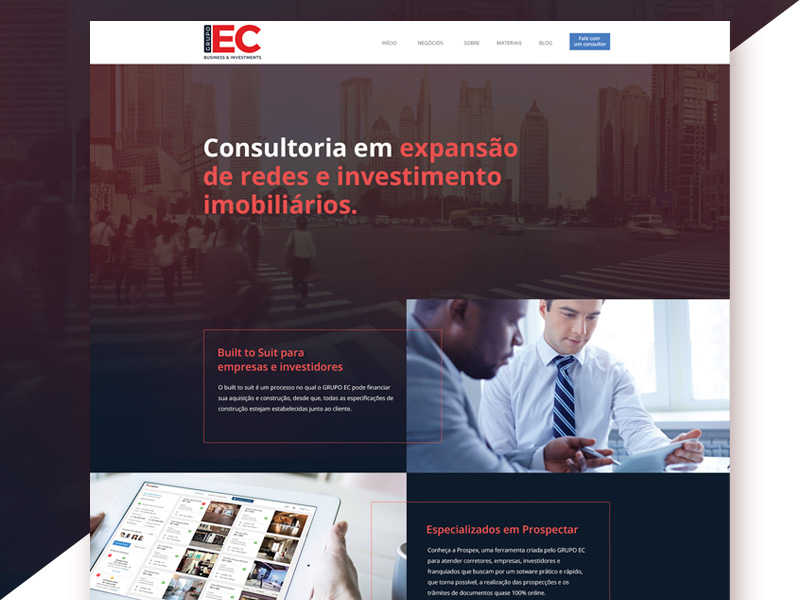 GRUPO
EC
BUSINESS & INVESTMENTS
INÍCIO
NEGÓCIOS
SOBRE
MATERIAIS
BLOG
Fale com
um consultor
Consultoria em expansão
de redes e investimento
imobiliários.
Built to Suit para
empresas e investidores
O built to suit é um processo no qual o GRUPO EC pode financiar
sua aquisição e construção, desde que, todas as especificações de
construção estejam estabelecidas junto ao cliente.
Especializados em Prospectar
Conheça a Prospex, uma ferramenta criada pelo GRUPO EC
para atender corretores, empresas, investidores e
franquiados que buscam por um sotware prático e rápido,
que torna possível, a realização das prospecções e os
trâmites de documentos quase 100% online.